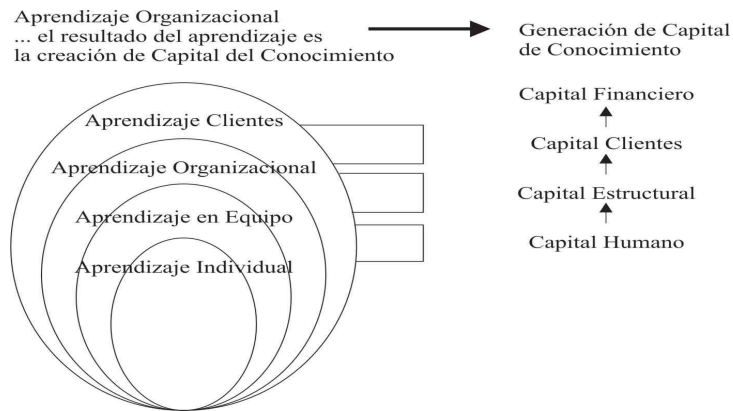 Aprendizaje Organizacional
... el resultado del aprendizaje es
la creación de Capital del Conocimiento
Generación de Capital
de Conocimiento
Aprendizaje Clientes
Aprendizaje Organizacional
Aprendizaje en Equipo
Aprendizaje Individual
Capital Financiero
Capital Clientes
Capital Estructural
Capital Humano